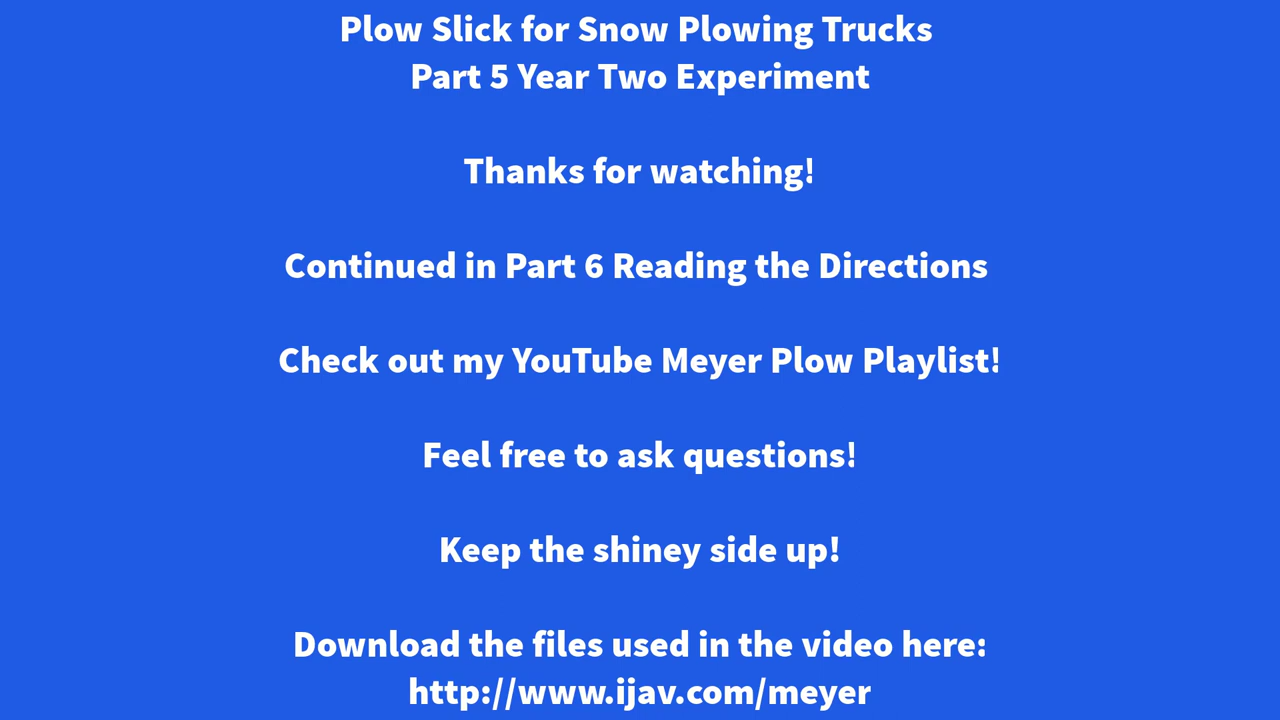 Plow Slick for Snow Plowing Trucks
Part 5 Year Two Experiment
Thanks for watching!
Continued in Part 6 Reading the Directions
Check out my YouTube Meyer Plow Playlist!
Feel free to ask questions!
Keep the shiney side up!
Download the files used in the video here:
http://www.ijav.com/meyer